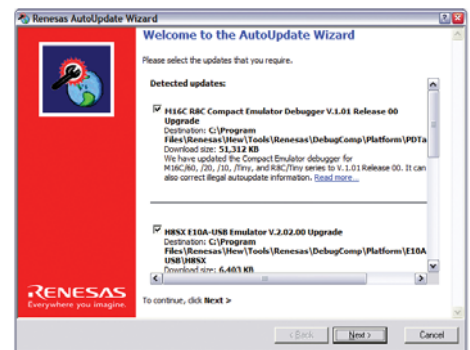 Renesas AutoUpdate Wizard
Welcome to the AutoUpdate Wizard
Please select the updates that you require.
Detected updates:
M16C R8C Compact Emulator Debugger V.1.01 Release 00
Upgrade
Destination: C:\Program
Files\Renesas\Hew\Tools\Renesas\DebugComp\Platform\PDTa
Download size: 51,312 KB
We have updated the Compact Emulator debugger for
M16C/60, /20, /10, /Tiny, and R8C/Tiny series to V.1.01 Release 00. It can
also correct illegal autoupdate information. Read more...
H8SX E10A-USB Emulator V.2.02.00 Upgrade
Destination: C:\Program
Files\Renesas\Hew\Tools\Renesas\DebugComp\Platform\E10A
USB\H8SX
Download size: 6,403 KB
RENESAS
Everywhere you imagine.
To continue, click Next >
< Back
Next >
Cancel